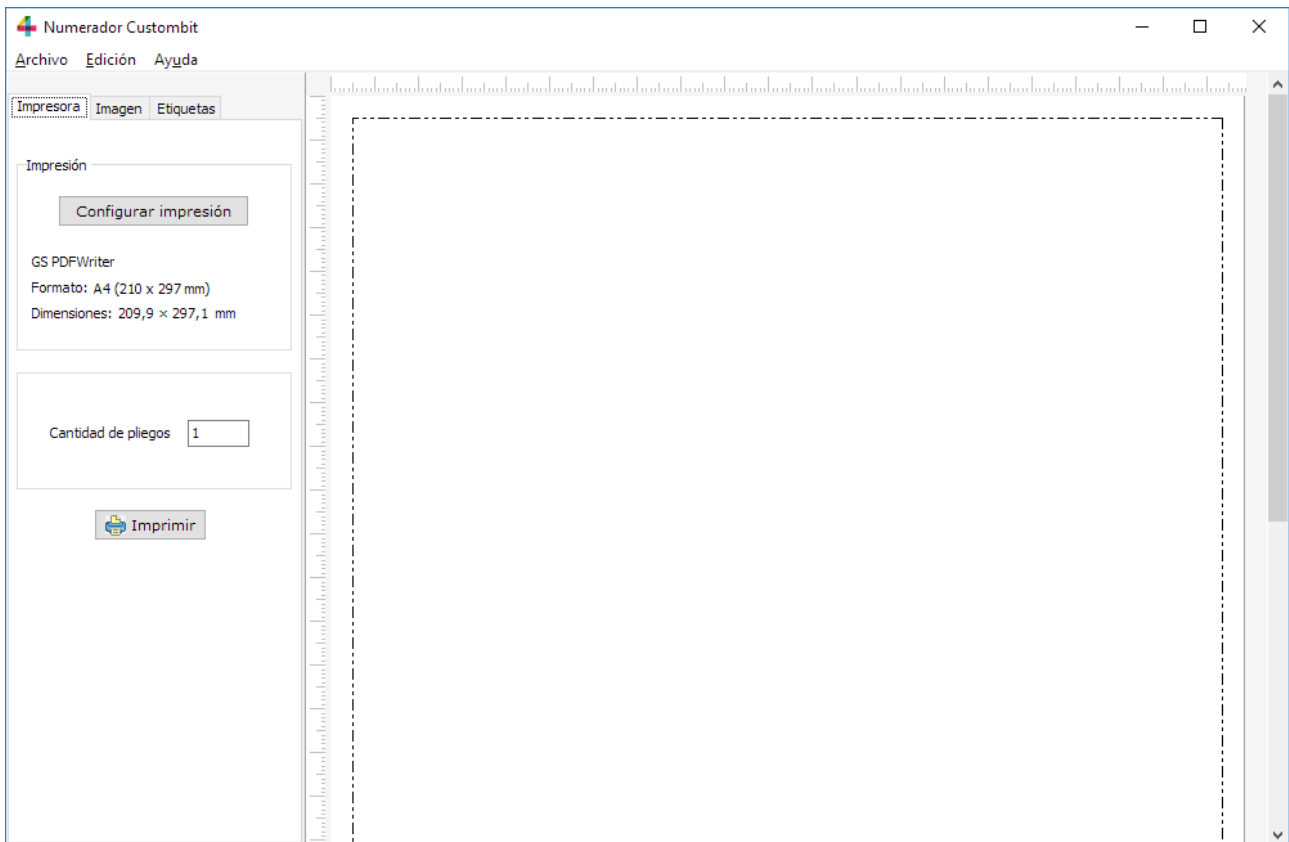 Numerador Custombit
Archivo Edición Ayuda
Impresora Imagen Etiquetas
Impresión
Configurar impresión
GS PDFWriter
Formato: A4 (210 x 297 mm)
Dimensiones: 209,9 × 297,1 mm
Cantidad de pliegos 1
Imprimir